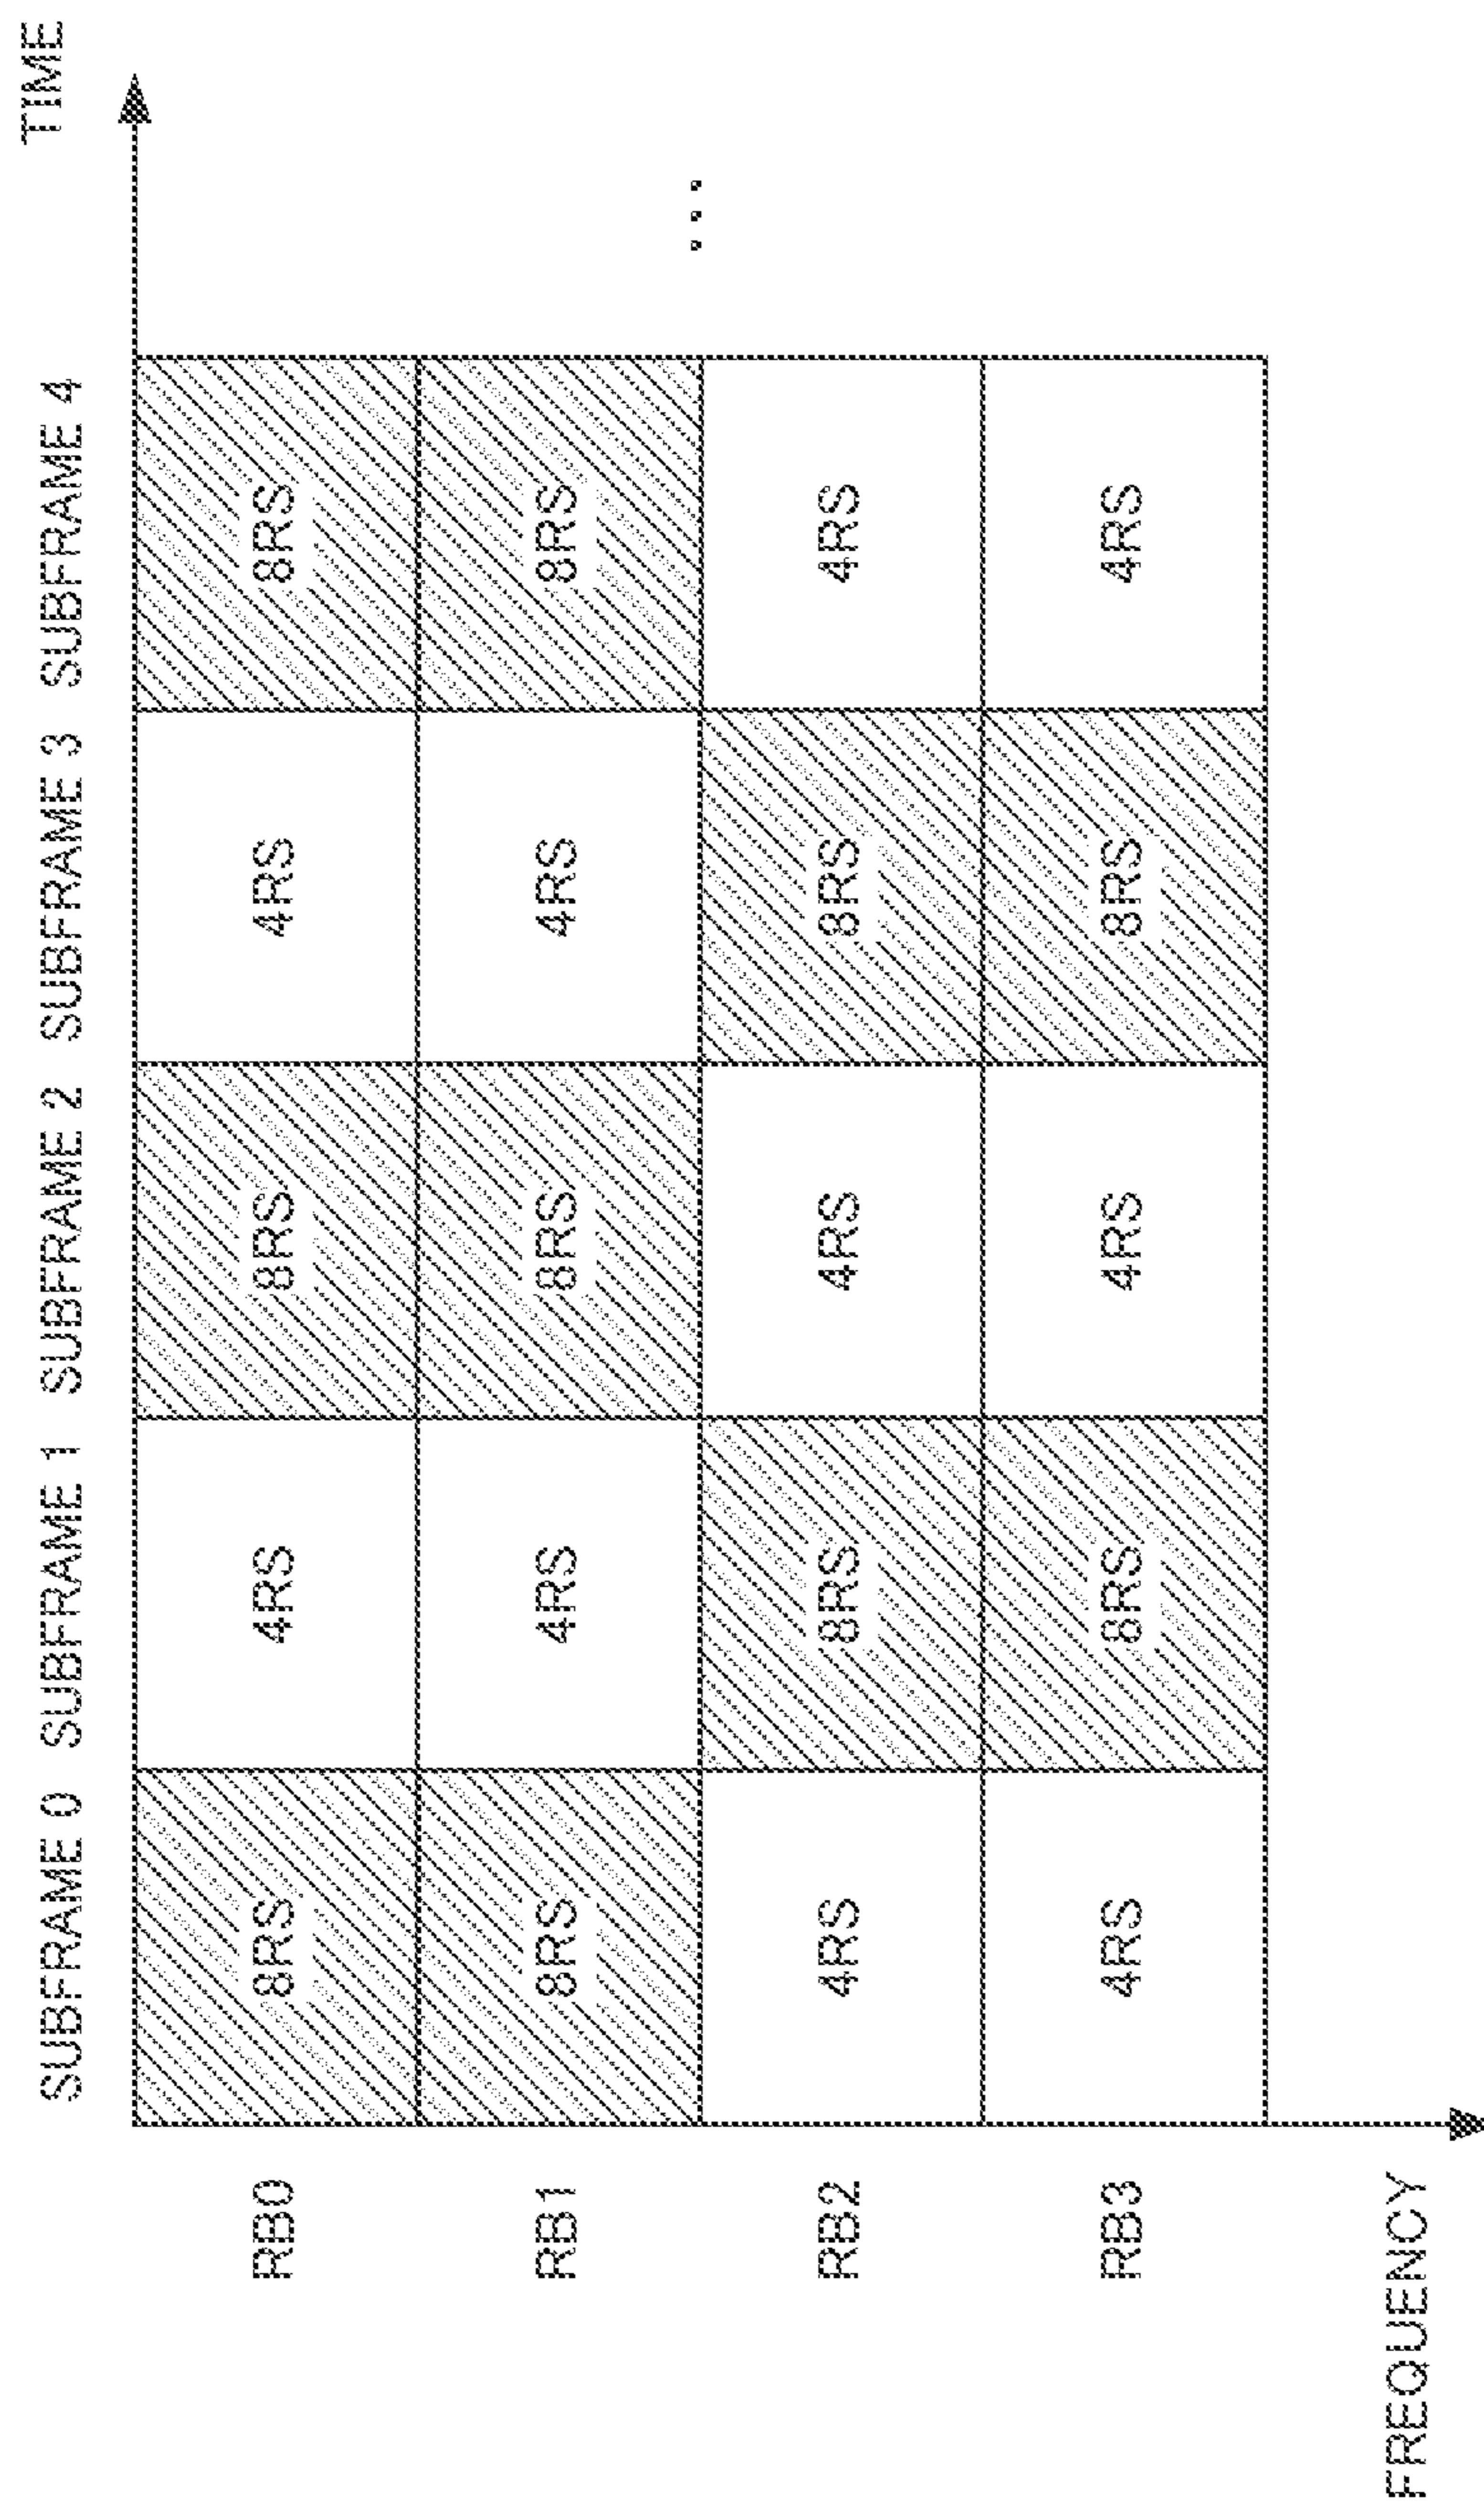 TIME
SUBFRAME 0 SUBFRAME 1 SUBFRAME 2 SUBFRAME 3 SUBFRAME 4
RB0 8RS 4RS 8RS 4RS 8RS
RB1 8RS 4RS 8RS 4RS 8RS
...
RB2 4RS 8RS 4RS 8RS 4RS
RB3 4RS 8RS 4RS 8RS 4RS
FREQUENCY